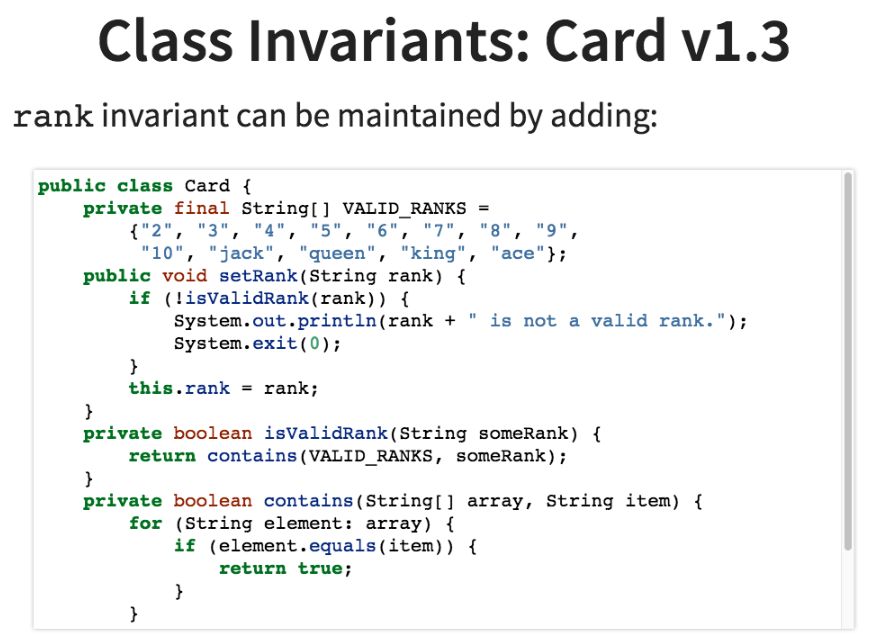 Class Invariants: Card v1.3
rank invariant can be maintained by adding:
public class Card {
    private final String[] VALID_RANKS =
        {"2", "3", "4", "5", "6", "7", "8", "9",
         "10", "jack", "queen", "king", "ace"};
    public void setRank(String rank) {
        if (!isValidRank(rank)) {
            System.out.println(rank + " is not a valid rank.");
            System.exit(0);
        }
        this.rank = rank;
    }
    private boolean isValidRank(String someRank) {
        return contains(VALID_RANKS, someRank);
    }
    private boolean contains(String[] array, String item) {
        for (String element: array) {
            if (element.equals(item)) {
                return true;
            }
        }